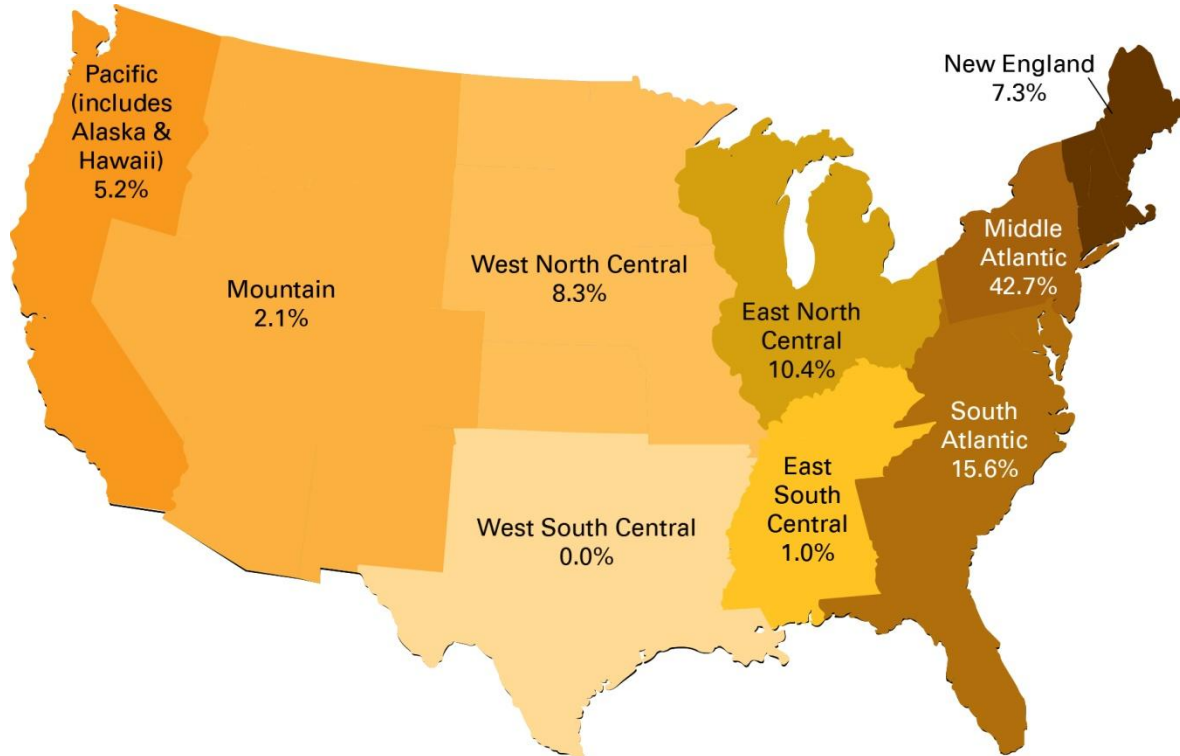 Pacific
(includes
Alaska &
Hawaii)
5.2%
Mountain
2.1%
West North Central
8.3%
West South Central
0.0%
East North
Central
10.4%
East
South
Central
1.0%
New England
7.3%
Middle
Atlantic
42.7%
South
Atlantic
15.6%